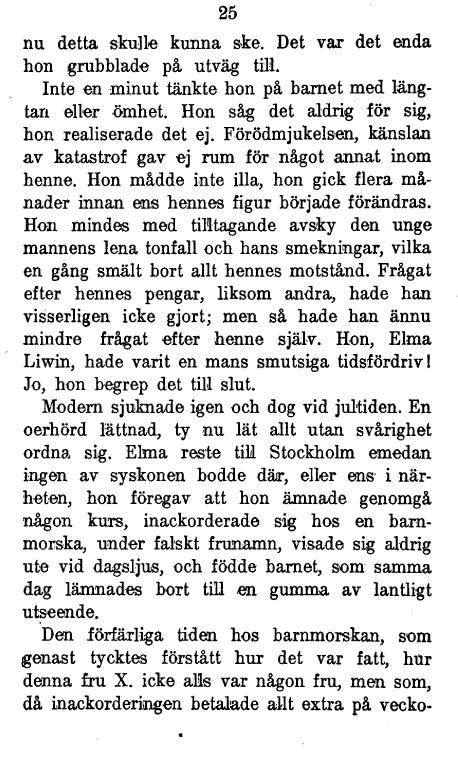 25
nu detta skulle kunna ske. Det var det enda
hon grubblade på utväg till.
Inte en minut tänkte hon på barnet med läng-
tan eller ömhet. Hon såg det aldrig för sig,
hon realiserade det ej. Förödmjukelsen, känslan
av katastrof gav ej rum för något annat inom
henne. Hon mådde inte illa, hon gick flera må-
nader innan ens hennes figur började förändras.
Hon mindes med tilltagande avsky den unge
mannens lena tonfall och hans smekningar, vilka
en gång smält bort allt hennes motstånd. Frågat
efter hennes pengar, liksom andra, hade han
visserligen icke gjort; men så hade han ännu
mindre frågat efter henne själv. Hon, Elma
Liwin, hade varit en mans smutsiga tidsfördriv!
Jo, hon begrep det till slut.
Modern sjuknade igen och dog vid jultiden. En
oerhörd lättnad, ty nu lät allt utan svårighet
ordna sig. Elma reste till Stockholm emedan
ingen av syskonen bodde där, eller ens i när-
heten, hon föregav att hon ämnade genomgå
någon kurs, inackorderade sig hos en barn-
morska, under falskt frunamn, visade sig aldrig
ute vid dagsljus, och födde barnet, som samma
dag lämnades bort till en gumma av lantligt
utseende.
Den förfärliga tiden hos barnmorskan, som
genast tycktes förstått hur det var fatt, hur
denna fru X. icke alls var någon fru, men som,
då inackorderingen betalade allt extra på vecko-